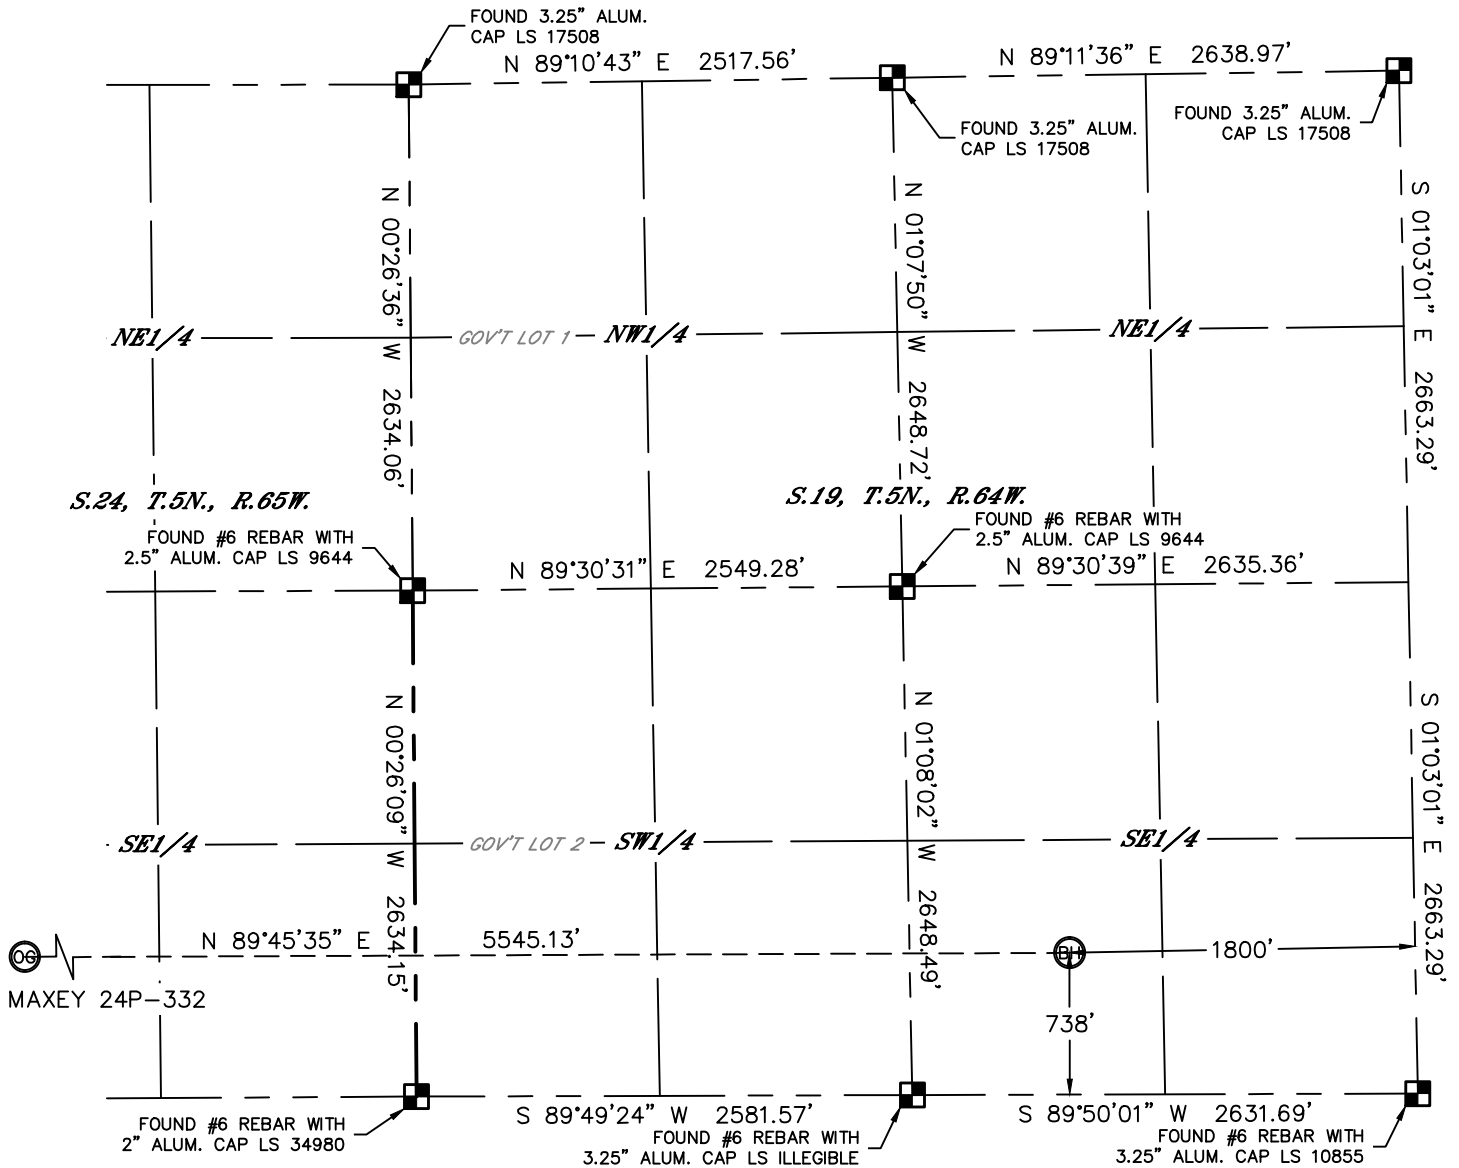 FOUND 3.25" ALUM.
CAP LS 17508
N 89°10'43" E 2517.56'
N 89°11'36" E 2638.97'
FOUND 3.25" ALUM.
CAP LS 17508
FOUND 3.25" ALUM.
CAP LS 17508
N 00°26'36" W 2634.06'
N 01°07'50" W 2648.72'
S 01°03'01" E 2663.29'
NE1/4
GOV'T LOT 1
NW1/4
NE1/4
S.24, T.5N., R.65W.
S.19, T.5N., R.64W.
FOUND #6 REBAR WITH
2.5" ALUM. CAP LS 9644
FOUND #6 REBAR WITH
2.5" ALUM. CAP LS 9644
N 89°30'31" E 2549.28'
N 89°30'39" E 2635.36'
N 00°26'09" W 2634.15'
N 01°08'02" W 2648.49'
S 01°03'01" E 2663.29'
SE1/4
GOV'T LOT 2
SW1/4
SE1/4
N 89°45'35" E 5545.13'
OG
BH
1800'
MAXEY 24P-332
738'
S 89°49'24" W 2581.57'
S 89°50'01" W 2631.69'
FOUND #6 REBAR WITH
2" ALUM. CAP LS 34980
FOUND #6 REBAR WITH
3.25" ALUM. CAP LS ILLEGIBLE
FOUND #6 REBAR WITH
3.25" ALUM. CAP LS 10855